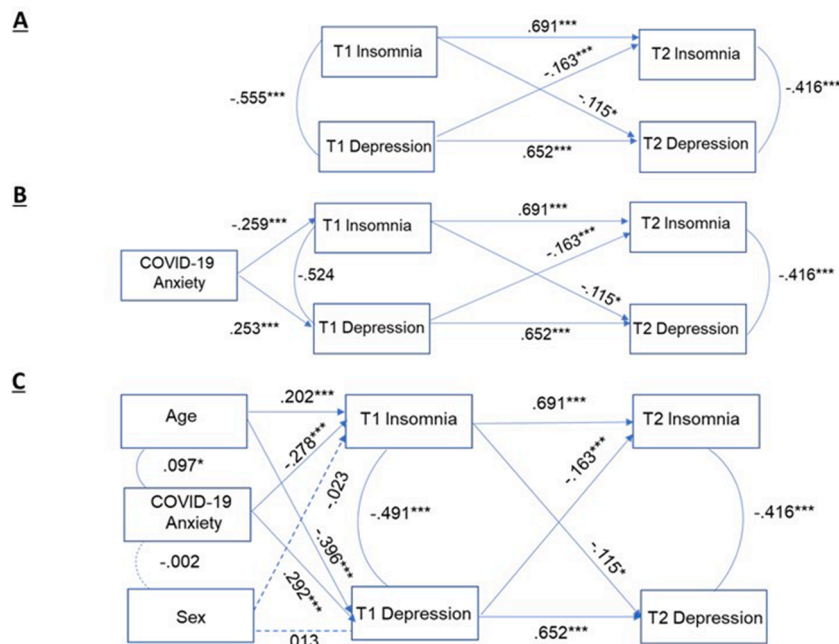 A
T1 Insomnia
.691***
T2 Insomnia
-.163***
-.555***
-.115*
-.416***
T1 Depression
.652***
T2 Depression
B
-.259***
T1 Insomnia
.691***
T2 Insomnia
-.163***
COVID-19
Anxiety
-.524
-.416***
-.115*
.253***
T1 Depression
.652***
T2 Depression
C
Age
.202***
T1 Insomnia
.691***
T2 Insomnia
-.278***
-.163***
.097*
-.023
COVID-19
Anxiety
-.491***
-.416***
-.002
-.396***
-.115*
.292***
Sex
T1 Depression
T2 Depression
.013
.652***